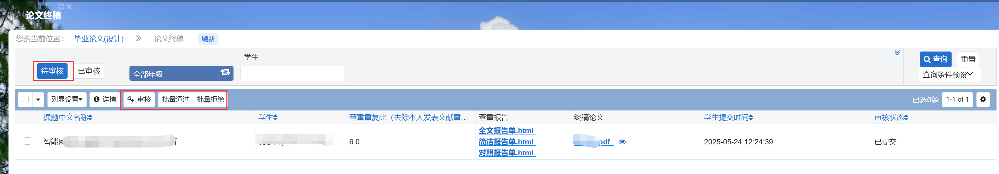 论文终稿
您的当前位置： 毕业论文(设计) 论文终稿 刷新
学生
待审核 已审核 全部年级
查询 重置
查询条件预设
列显设置 详情 审核 批量通过 批量拒绝 已选0条 1-1 of 1
课题中文名称 学生 查重重复比（去除本人发表文献重... 查重报告 终稿论文 学生提交时间 审核状态
全文报告单.html
智能 6.0 简洁报告单.html pdf 2025-05-24 12:24:39 已提交
对照报告单.html